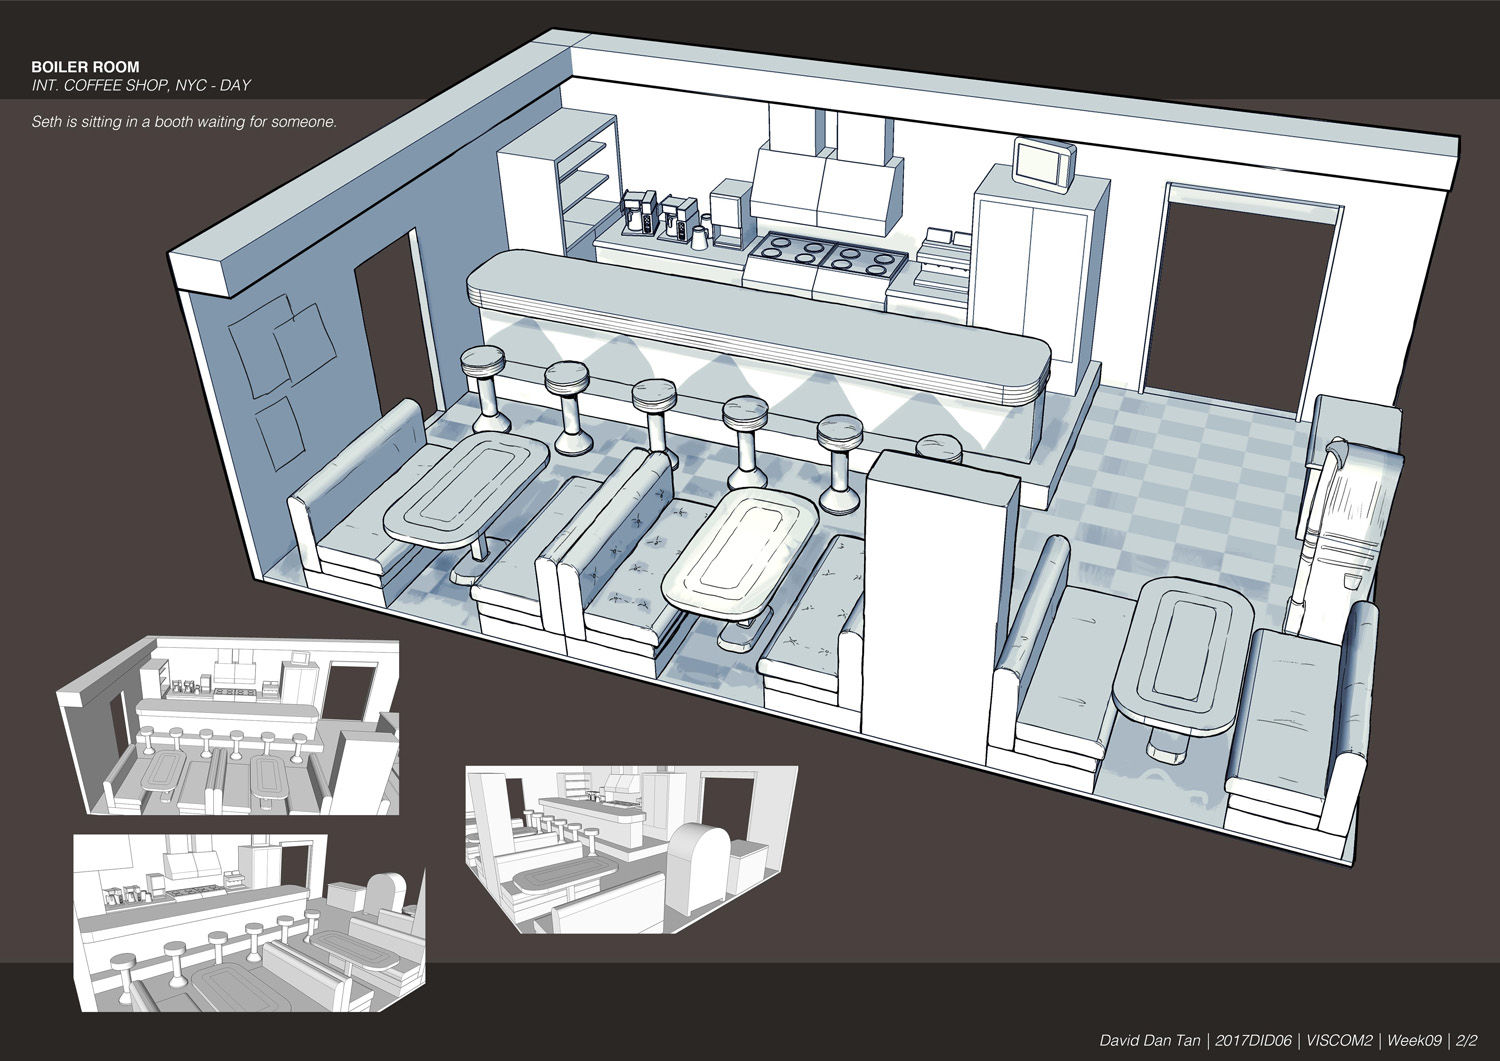 BOILER ROOM
INT. COFFEE SHOP, NYC - DAY
Seth is sitting in a booth waiting for someone.
David Dan Tan | 2017DID06 | VISCOM2 | Week09 | 2/2